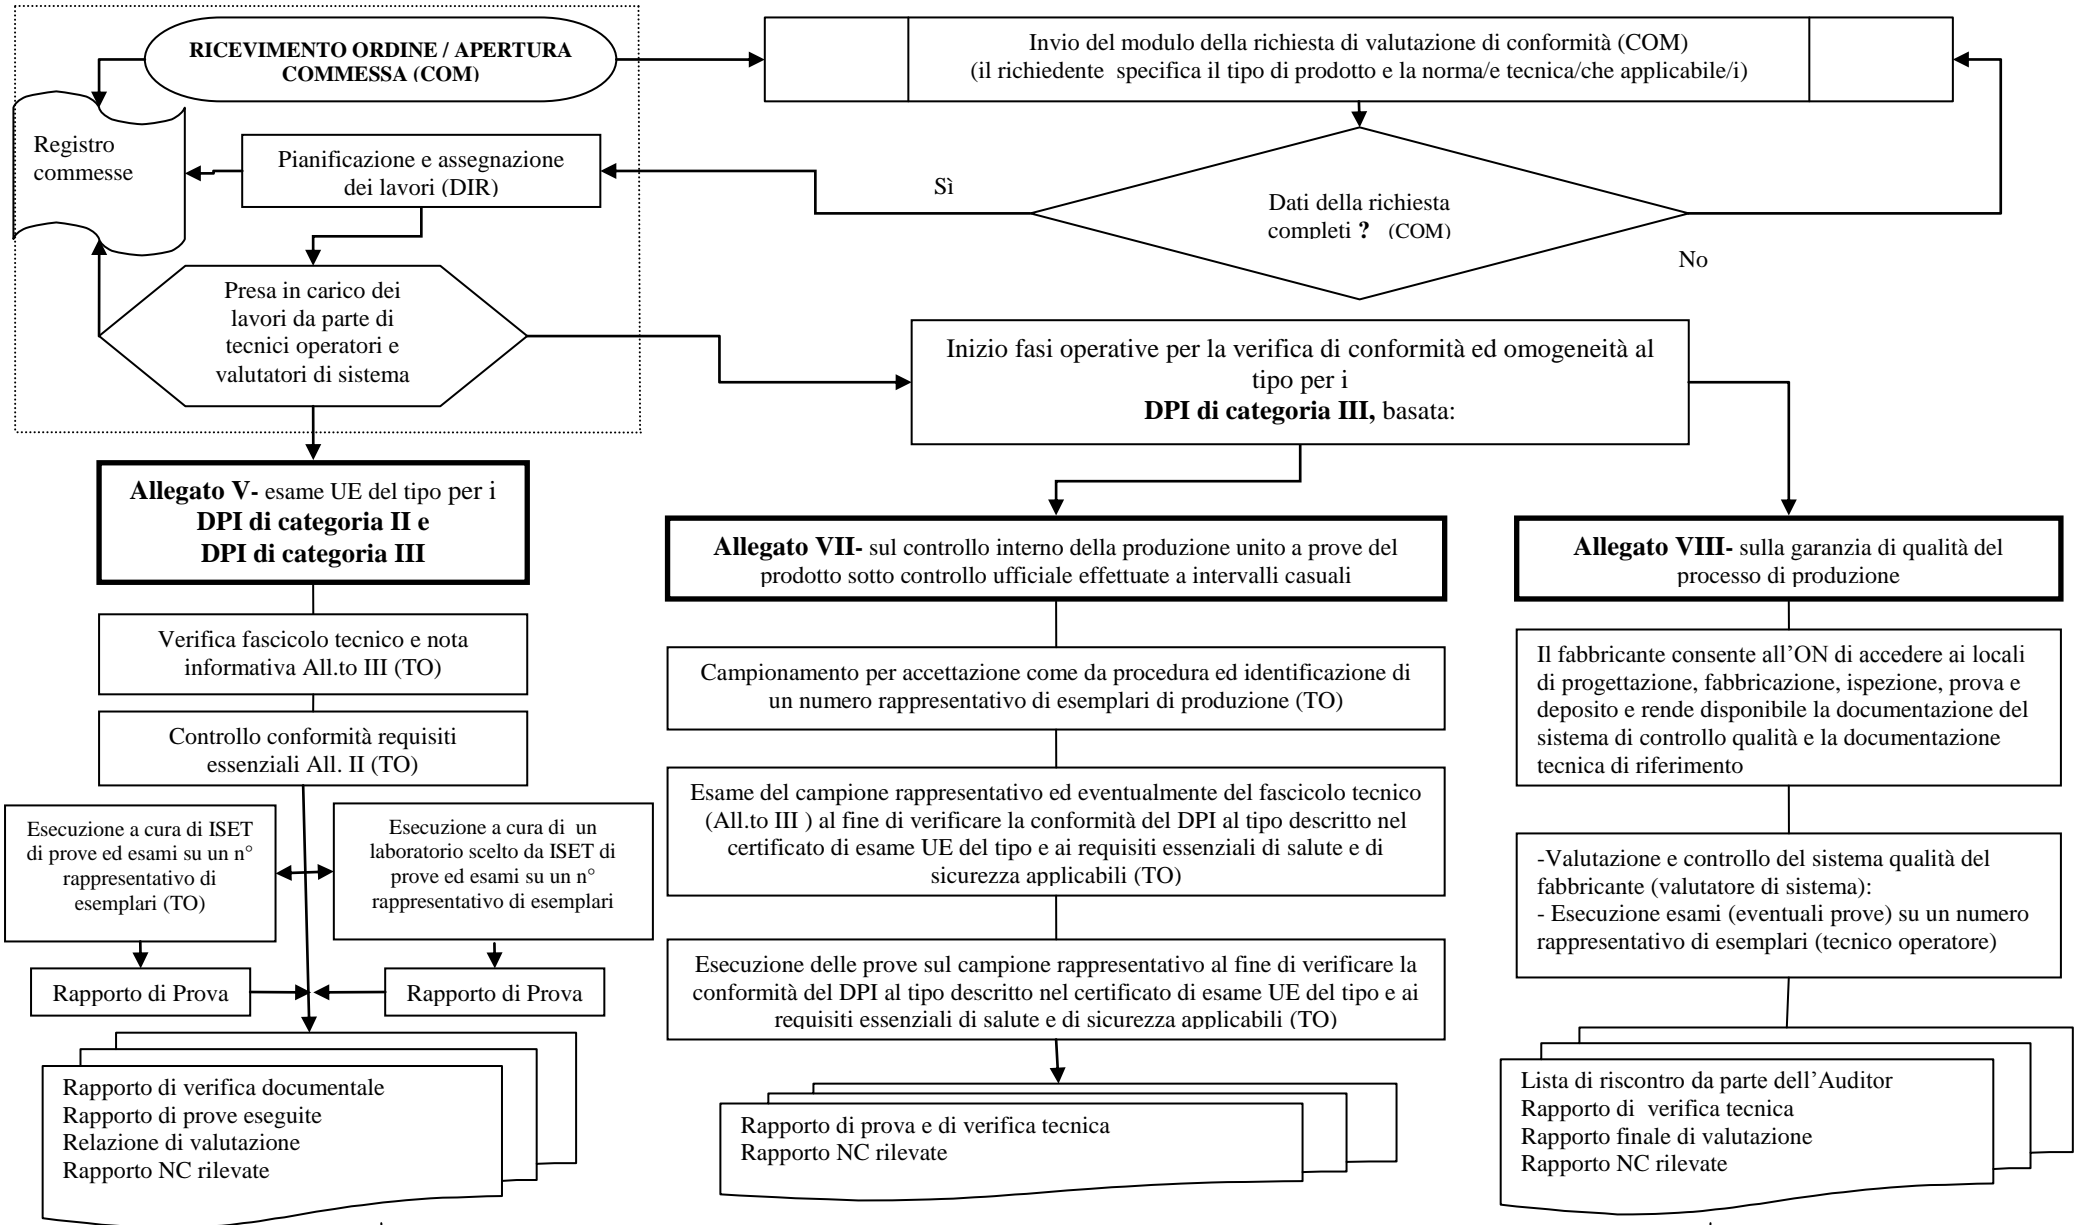 RICEVIMENTO ORDINE / APERTURA
COMMESSA (COM)
Invio del modulo della richiesta di valutazione di conformità (COM)
(il richiedente specifica il tipo di prodotto e la norma/e tecnica/che applicabile/i)
Registro
commesse
Pianificazione e assegnazione
dei lavori (DIR)
Sì
Dati della richiesta
completi ? (COM)
No
Presa in carico dei
lavori da parte di
tecnici operatori e
valutatori di sistema
Inizio fasi operative per la verifica di conformità ed omogeneità al
tipo per i
DPI di categoria III, basata:
Allegato V- esame UE del tipo per i
DPI di categoria II e
DPI di categoria III
Allegato VII- sul controllo interno della produzione unito a prove del
prodotto sotto controllo ufficiale effettuate a intervalli casuali
Allegato VIII- sulla garanzia di qualità del
processo di produzione
Verifica fascicolo tecnico e nota
informativa All.to III (TO)
Controllo conformità requisiti
essenziali All. II (TO)
Esecuzione a cura di ISET
di prove ed esami su un n°
rappresentativo di
esemplari (TO)
Esecuzione a cura di un
laboratorio scelto da ISET di
prove ed esami su un n°
rappresentativo di esemplari
Rapporto di Prova
Rapporto di Prova
Rapporto di verifica documentale
Rapporto di prove eseguite
Relazione di valutazione
Rapporto NC rilevate
Campionamento per accettazione come da procedura ed identificazione di
un numero rappresentativo di esemplari di produzione (TO)
Esame del campione rappresentativo ed eventualmente del fascicolo tecnico
(All.to III ) al fine di verificare la conformità del DPI al tipo descritto nel
certificato di esame UE del tipo e ai requisiti essenziali di salute e di
sicurezza applicabili (TO)
Esecuzione delle prove sul campione rappresentativo al fine di verificare la
conformità del DPI al tipo descritto nel certificato di esame UE del tipo e ai
requisiti essenziali di salute e di sicurezza applicabili (TO)
Rapporto di prova e di verifica tecnica
Rapporto NC rilevate
Il fabbricante consente all’ON di accedere ai locali
di progettazione, fabbricazione, ispezione, prova e
deposito e rende disponibile la documentazione del
sistema di controllo qualità e la documentazione
tecnica di riferimento
-Valutazione e controllo del sistema qualità del
fabbricante (valutatore di sistema):
- Esecuzione esami (eventuali prove) su un numero
rappresentativo di esemplari (tecnico operatore)
Lista di riscontro da parte dell’Auditor
Rapporto di verifica tecnica
Rapporto finale di valutazione
Rapporto NC rilevate